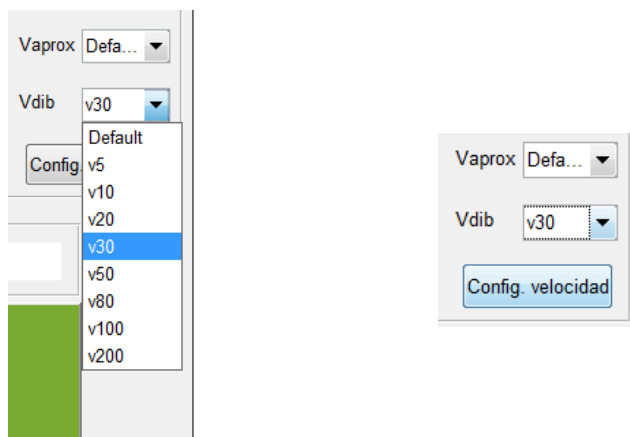 Vaprox Defa...
Vdib v30
Default
Config. v5
v10
v20
v30
v50
v80
v100
v200
Vaprox Defa...
Vdib v30
Config. velocidad